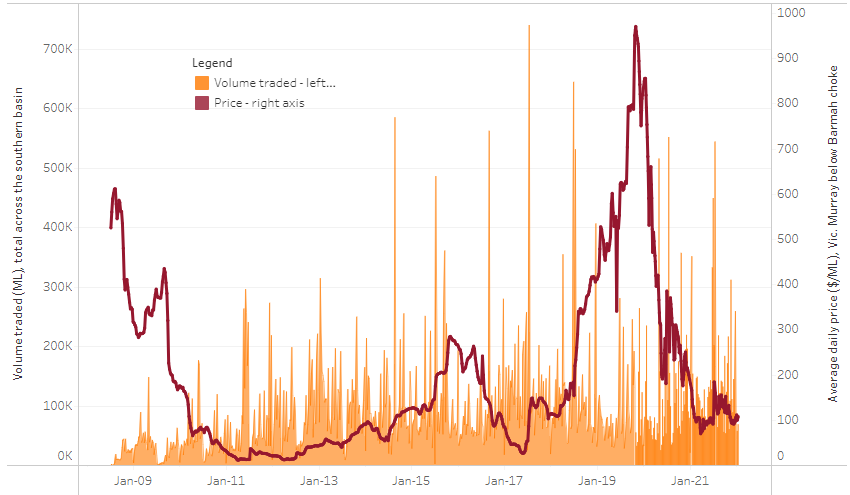 Volume traded (ML), total across the southern basin
700K
600K
500K
400K
300K
200K
100K
0K
Legend
Volume traded - left...
Price - right axis
1000
900
800
700
600
500
400
300
200
100
0
Average daily price ($/ML), Vic. Murray below Barmah choke
Jan-09
Jan-11
Jan-13
Jan-15
Jan-17
Jan-19
Jan-21